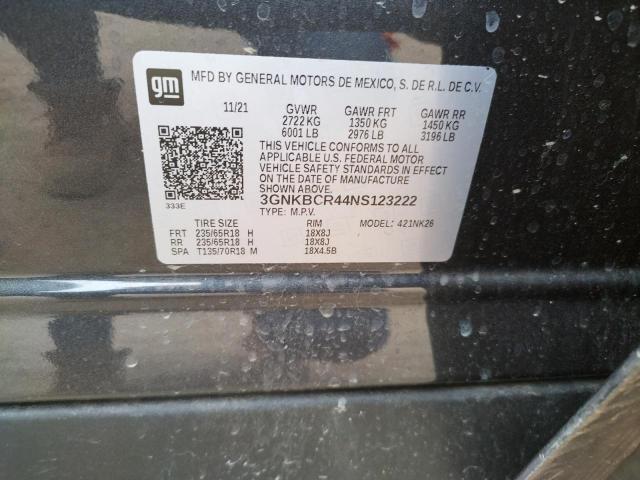 gm
MFD BY GENERAL MOTORS DE MEXICO, S. DE R.L. DE C.V.
11/21 GVWR GAWR FRT GAWR RR
2722 KG 1350 KG 1450 KG
6001 LB 2976 LB 3196 LB
THIS VEHICLE CONFORMS TO ALL
APPLICABLE U.S. FEDERAL MOTOR
VEHICLE SAFETY STANDARDS IN EFFECT
ON THE DATE OF MANUFACTURE
SHOWN ABOVE.
333E
3GNKBCR44NS123222
TYPE: M.P.V.
TIRE SIZE RIM MODEL: 421NK26
FRT 235/65R18 H 18X8J
RR 235/65R18 H 18X8J
SPA T135/70R18 M 18X4.5B